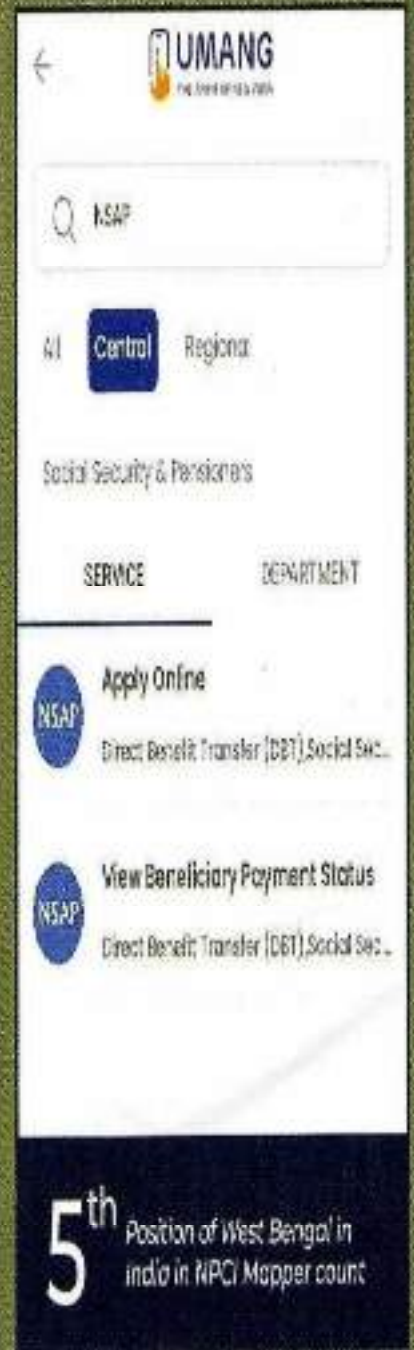 UMANG
NSAP
All Central Regional
Social Security & Pensioners
SERVICE DEPARTMENT
Apply Online
NSAP
Direct Benefit Transfer (DBT),Social Sec...
View Beneficiary Payment Status
NSAP
Direct Benefit Transfer (DBT),Social Sec...
5th Position of West Bengal in
india in NPCI Mapper count